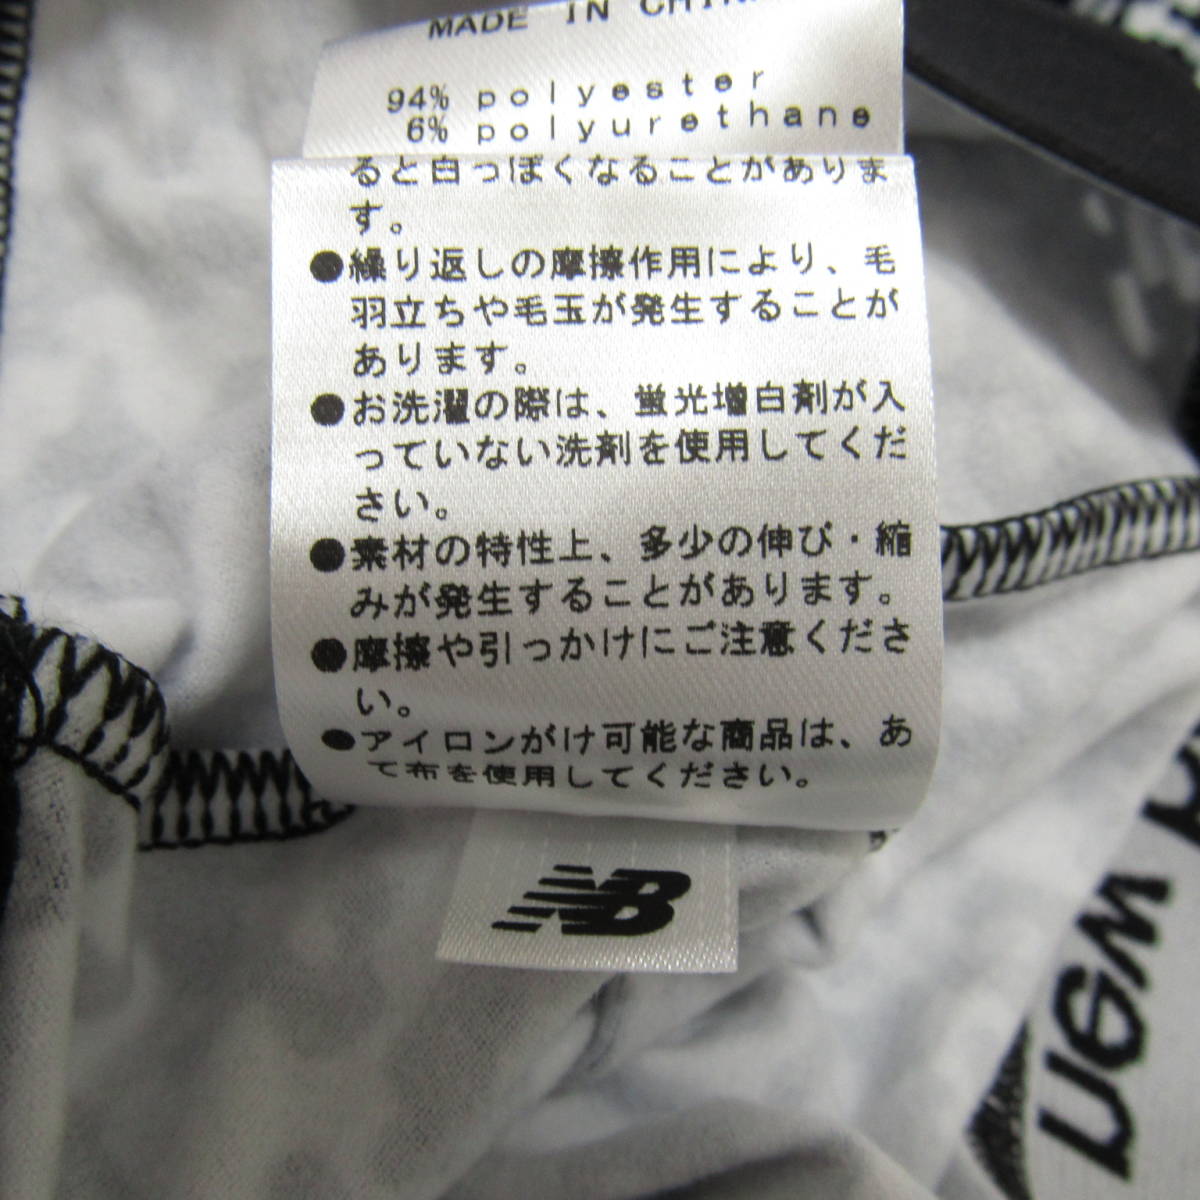 MADE IN CHINA
94% polyester
6% polyurethane
ると白っぽくなることがありま
す。
●繰り返しの摩擦作用により、毛
羽立ちや毛玉が発生することが
あります。
●お洗濯の際は、蛍光増白剤が入
っていない洗剤を使用してくだ
さい。
●素材の特性上、多少の伸び・縮
みが発生することがあります。
●摩擦や引っかけにご注意くださ
い。
●アイロンがけ可能な商品は、あ
て布を使用してください。
NB